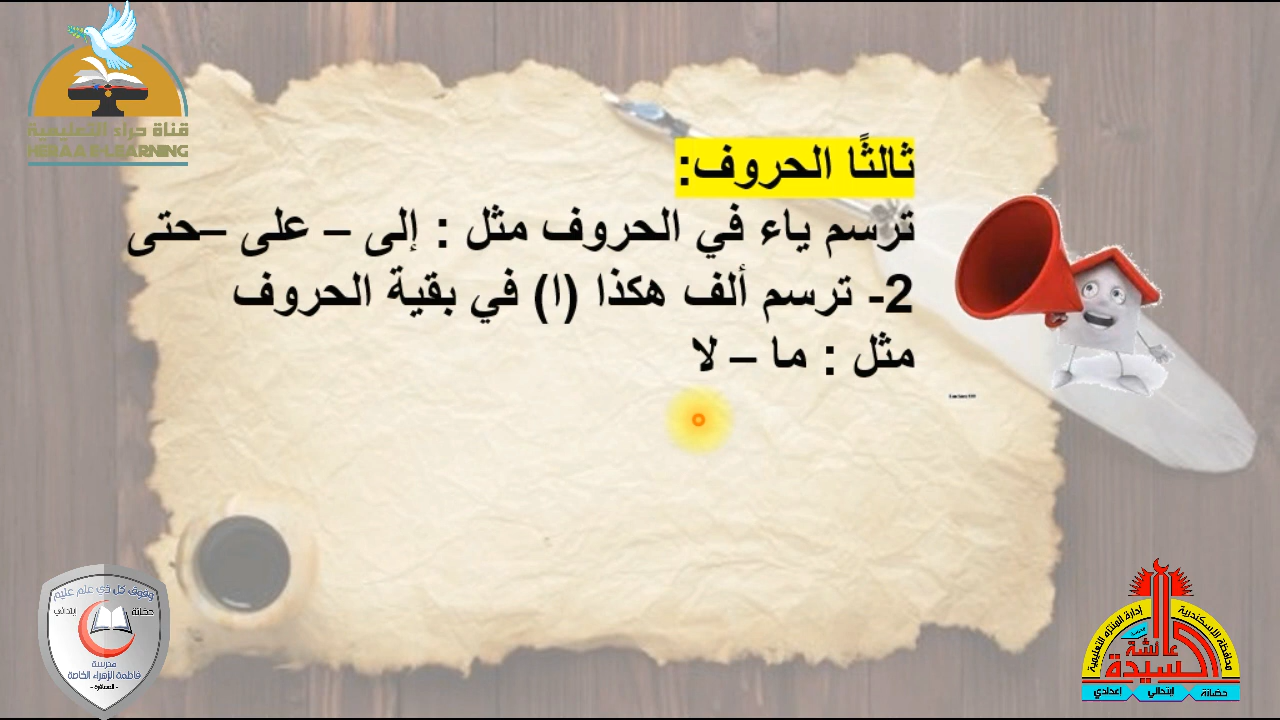 قناة حراء التعليمية
HERAA E-LEARNING
ثالثًا الحروف:
ترسم ياء في الحروف مثل : إلى – على –حتى
2- ترسم ألف هكذا (ا) في بقية الحروف
مثل : ما – لا
وفوق كل ذي علم عليم
حضانة
ابتدائي
مدرسة
فاطمة الزهراء الخاصة
محافظة الأسكندرية
إدارة المنتزه التعليمية
السيدة عائشة
حضانة
ابتدائي
إعدادي